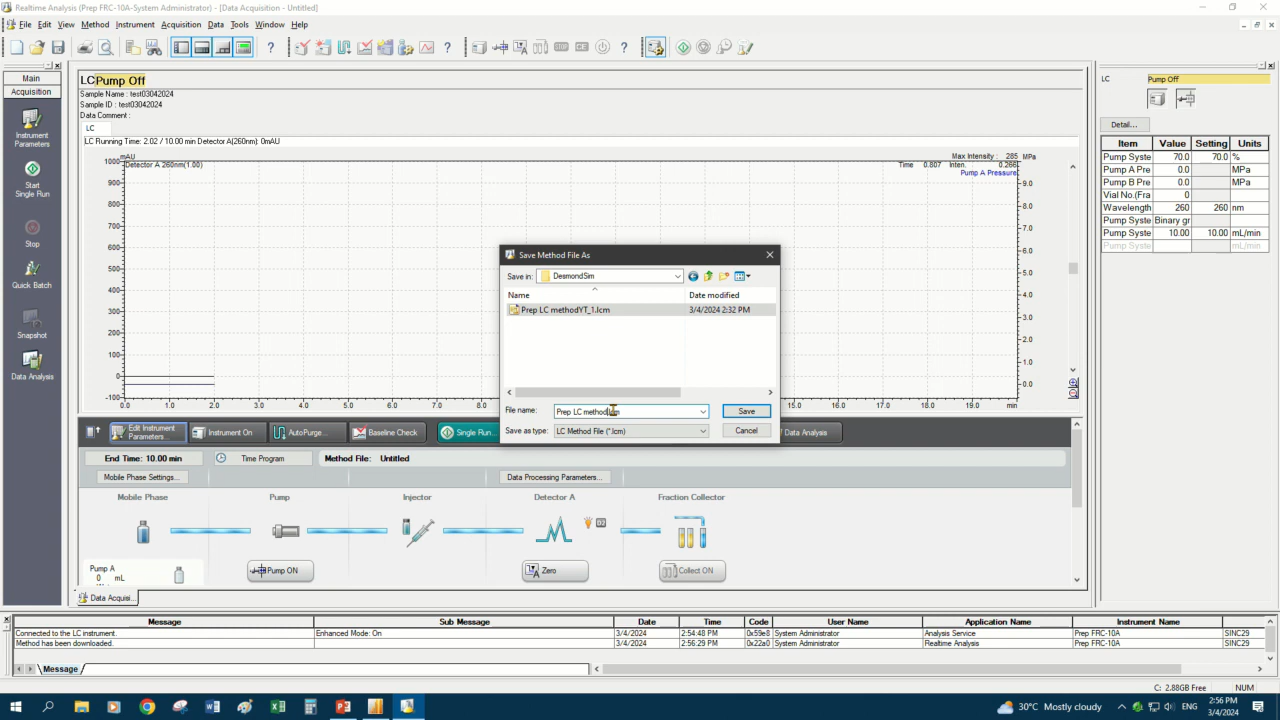 Realtime Analysis (Prep FRC-10A-System Administrator) - [Data Acquisition - Untitled]
File Edit View Method Instrument Acquisition Data Tools Window Help
Main
Acquisition
Instrument
Parameters
Start
Single Run
Stop
Quick Batch
Snapshot
Data Analysis
LC Pump Off
Sample Name : test03042024
Sample ID : test03042024
Data Comment :
LC
LC Running Time: 2.02 / 10.00 min Detector A(260nm): 0mAU
mAU
Detector A 260nm(1.00)
Max Intensity : 285
Time 0.807 Inten. 0.266
MPa
Pump A Pressure
1000
900
800
700
600
500
400
300
200
100
0
-100
9.0
8.0
7.0
6.0
5.0
4.0
3.0
2.0
1.0
0.0
0.0 1.0 2.0 3.0 4.0 5.0 6.0 7.0 8.0 15.0 16.0 17.0 18.0 19.0 min
Save Method File As
Save in: DesmondSim
Name Date modified
Prep LC methodYT_1.lcm 3/4/2024 2:32 PM
File name: Prep LC method
Save
Save as type: LC Method File (*.lcm)
Cancel
Edit Instrument
Parameters...
Instrument On
AutoPurge...
Baseline Check
Single Run...
Data Analysis
End Time: 10.00 min
Time Program
Method File: Untitled
Mobile Phase Settings...
Data Processing Parameters...
Mobile Phase Pump Injector Detector A Fraction Collector
D2
Pump A
0 mL
Pump ON
Zero
Collect ON
Data Acquisi...
LC Pump Off
Detail...
Item Value Setting Units
Pump Syste 70.0 70.0 %
Pump A Pre 0.0 MPa
Pump B Pre 0.0 MPa
Vial No.(Fra 0
Wavelength 260 260 nm
Pump Syste Binary gr
Pump Syste 10.00 10.00 mL/min
Pump Syste
Message Sub Message Date Time Code User Name Application Name Instrument Name
Connected to the LC instrument. Enhanced Mode: On 3/4/2024 2:54:48 PM 0x59e8 System Administrator Analysis Service Prep FRC-10A SINC29
Method has been downloaded. 3/4/2024 2:56:29 PM 0x22a0 System Administrator Realtime Analysis Prep FRC-10A SINC29
Message
C: 2.88GB Free NUM
30°C Mostly cloudy
ENG
2:56 PM
3/4/2024